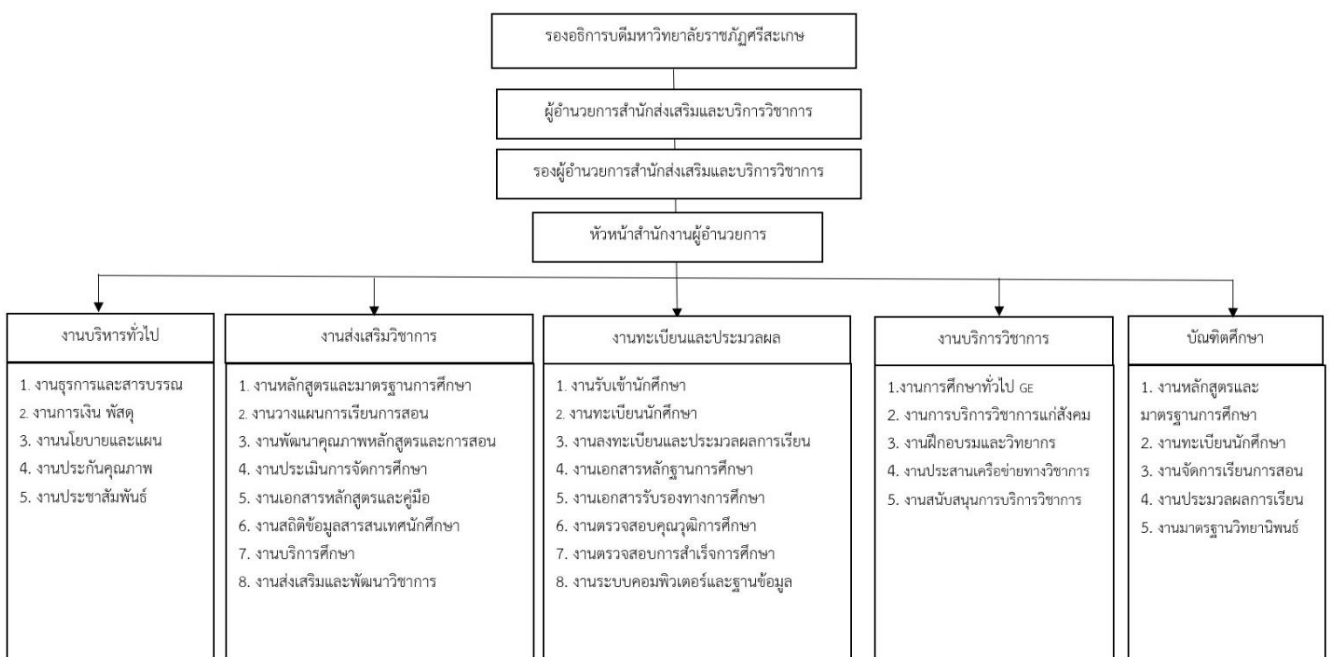 รองอธิการบดีมหาวิทยาลัยราชภัฏศรีสะเกษ
ผู้อำนวยการสำนักส่งเสริมและบริการวิชาการ
รองผู้อำนวยการสำนักส่งเสริมและบริการวิชาการ
หัวหน้าสำนักงานผู้อำนวยการ
งานบริหารทั่วไป
1. งานธุรการและสารบรรณ
2. งานการเงิน พัสดุ
3. งานนโยบายและแผน
4. งานประกันคุณภาพ
5. งานประชาสัมพันธ์
งานส่งเสริมวิชาการ
1. งานหลักสูตรและมาตรฐานการศึกษา
2. งานวางแผนการเรียนการสอน
3. งานพัฒนาคุณภาพหลักสูตรและการสอน
4. งานประเมินการจัดการศึกษา
5. งานเอกสารหลักสูตรและคู่มือ
6. งานสถิติข้อมูลสารสนเทศนักศึกษา
7. งานบริการศึกษา
8. งานส่งเสริมและพัฒนาวิชาการ
งานทะเบียนและประมวลผล
1. งานรับเข้านักศึกษา
2. งานทะเบียนนักศึกษา
3. งานลงทะเบียนและประมวลผลการเรียน
4. งานเอกสารหลักฐานการศึกษา
5. งานเอกสารรับรองทางการศึกษา
6. งานตรวจสอบคุณวุฒิการศึกษา
7. งานตรวจสอบการสำเร็จการศึกษา
8. งานระบบคอมพิวเตอร์และฐานข้อมูล
งานบริการวิชาการ
1.งานการศึกษาทั่วไป GE
2. งานการบริการวิชาการแก่สังคม
3. งานฝึกอบรมและวิทยากร
4. งานประสานเครือข่ายทางวิชาการ
5. งานสนับสนุนการบริการวิชาการ
บัณฑิตศึกษา
1. งานหลักสูตรและ
มาตรฐานการศึกษา
2. งานทะเบียนนักศึกษา
3. งานจัดการเรียนการสอน
4. งานประมวลผลการเรียน
5. งานมาตรฐานวิทยานิพนธ์